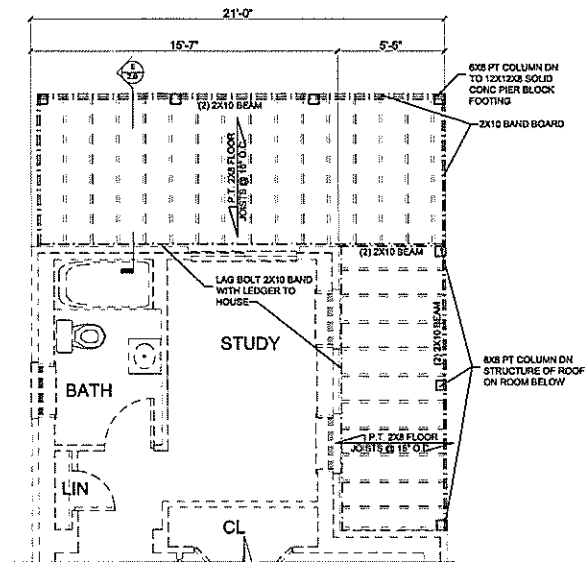 21'-0"
15'-7"
5'-5"
E
(2) 2X10 BEAM
6X6 PT COLUMN DN
TO 12X12X8 SOLID
CONC PIER BLOCK
FOOTING
2X10 BAND BOARD
P.T. 2X8 FLOOR
JOISTS @ 16" O.C.
(2) 2X10 BEAM
LAG BOLT 2X10 BAND
WITH LEDGER TO
HOUSE
STUDY
(2) 2X10 BEAM
BATH
6X6 PT COLUMN DN
STRUCTURE OF ROOF
ON ROOM BELOW
P.T. 2X8 FLOOR
JOISTS @ 16" O.C.
LIN
CL